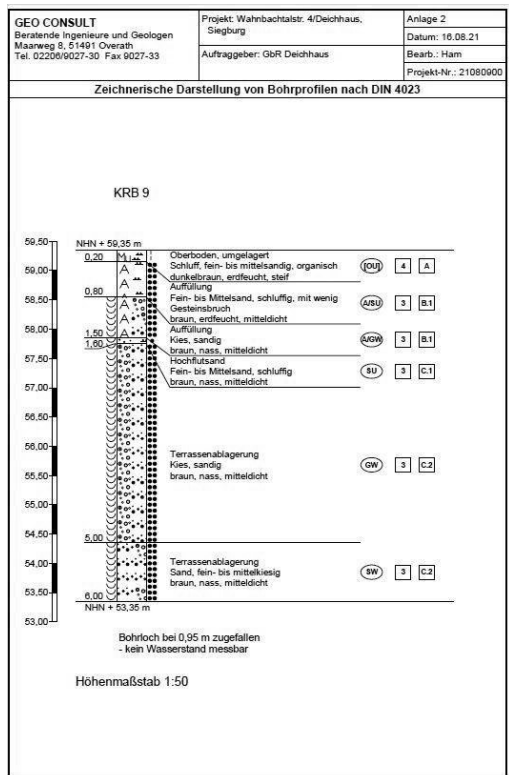 GEO CONSULT
Beratende Ingenieure und Geologen
Maarweg 8, 51491 Overath
Tel. 02206/9027-30 Fax 9027-33
Projekt: Wahnbachtalstr. 4/Deichhaus,
Siegburg
Auftraggeber: GbR Deichhaus
Anlage 2
Datum: 16.08.21
Bearb.: Ham
Projekt-Nr.: 21080900
Zeichnerische Darstellung von Bohrprofilen nach DIN 4023
KRB 9
59,50
59,00
58,50
58,00
57,50
57,00
56,50
56,00
55,50
55,00
54,50
54,00
53,50
53,00
NHN + 59,35 m
0,20
0,80
1,50
1,60
5,00
6,00
NHN + 53,35 m
Mu
A
A
A
A
A
Oberboden, umgelagert
Schluff, fein- bis mittelsandig, organisch
dunkelbraun, erdfeucht, steif
[OU] 4 A
Auffüllung
Fein- bis Mittelsand, schluffig, mit wenig
Gesteinsbruch
braun, erdfeucht, mitteldicht
A/SU 3 B.1
Auffüllung
Kies, sandig
braun, nass, mitteldicht
A/GW 3 B.1
Hochflutsand
Fein- bis Mittelsand, schluffig
braun, nass, mitteldicht
SU 3 C.1
Terrassenablagerung
Kies, sandig
braun, nass, mitteldicht
GW 3 C.2
Terrassenablagerung
Sand, fein- bis mittelkiesig
braun, nass, mitteldicht
SW 3 C.2
Bohrloch bei 0,95 m zugefallen
- kein Wasserstand messbar
Höhenmaßstab 1:50